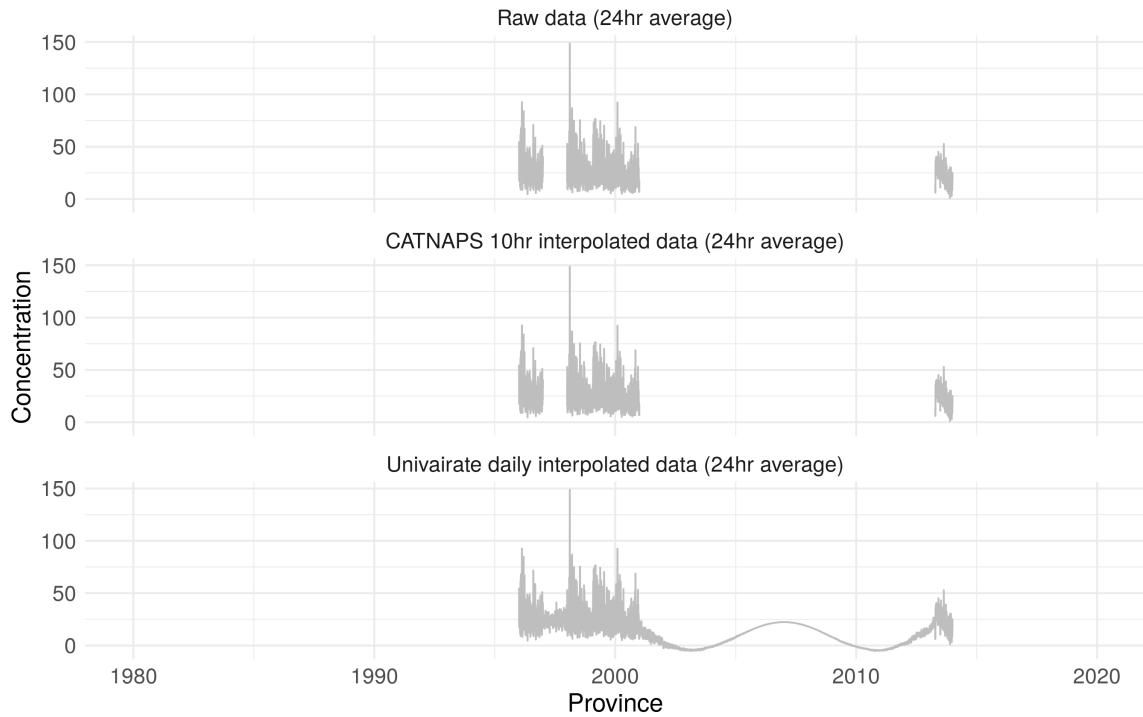 Raw data (24hr average)
150
100
50
0
CATNAPS 10hr interpolated data (24hr average)
150
100
50
0
Concentration
Univairate daily interpolated data (24hr average)
150
100
50
0
1980 1990 2000 2010 2020
Province